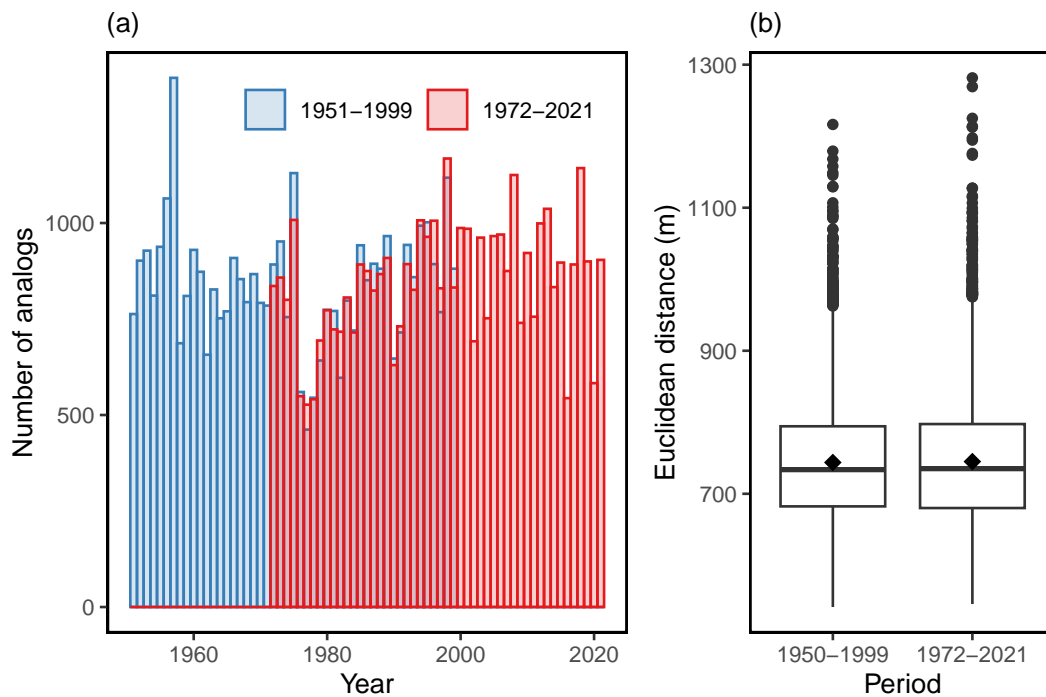 (a)
1951−1999
1972−2021
1000
500
0
1960
1980
2000
2020
Number of analogs
Year
(b)
1300
1100
900
700
1950−1999
1972−2021
Euclidean distance (m)
Period